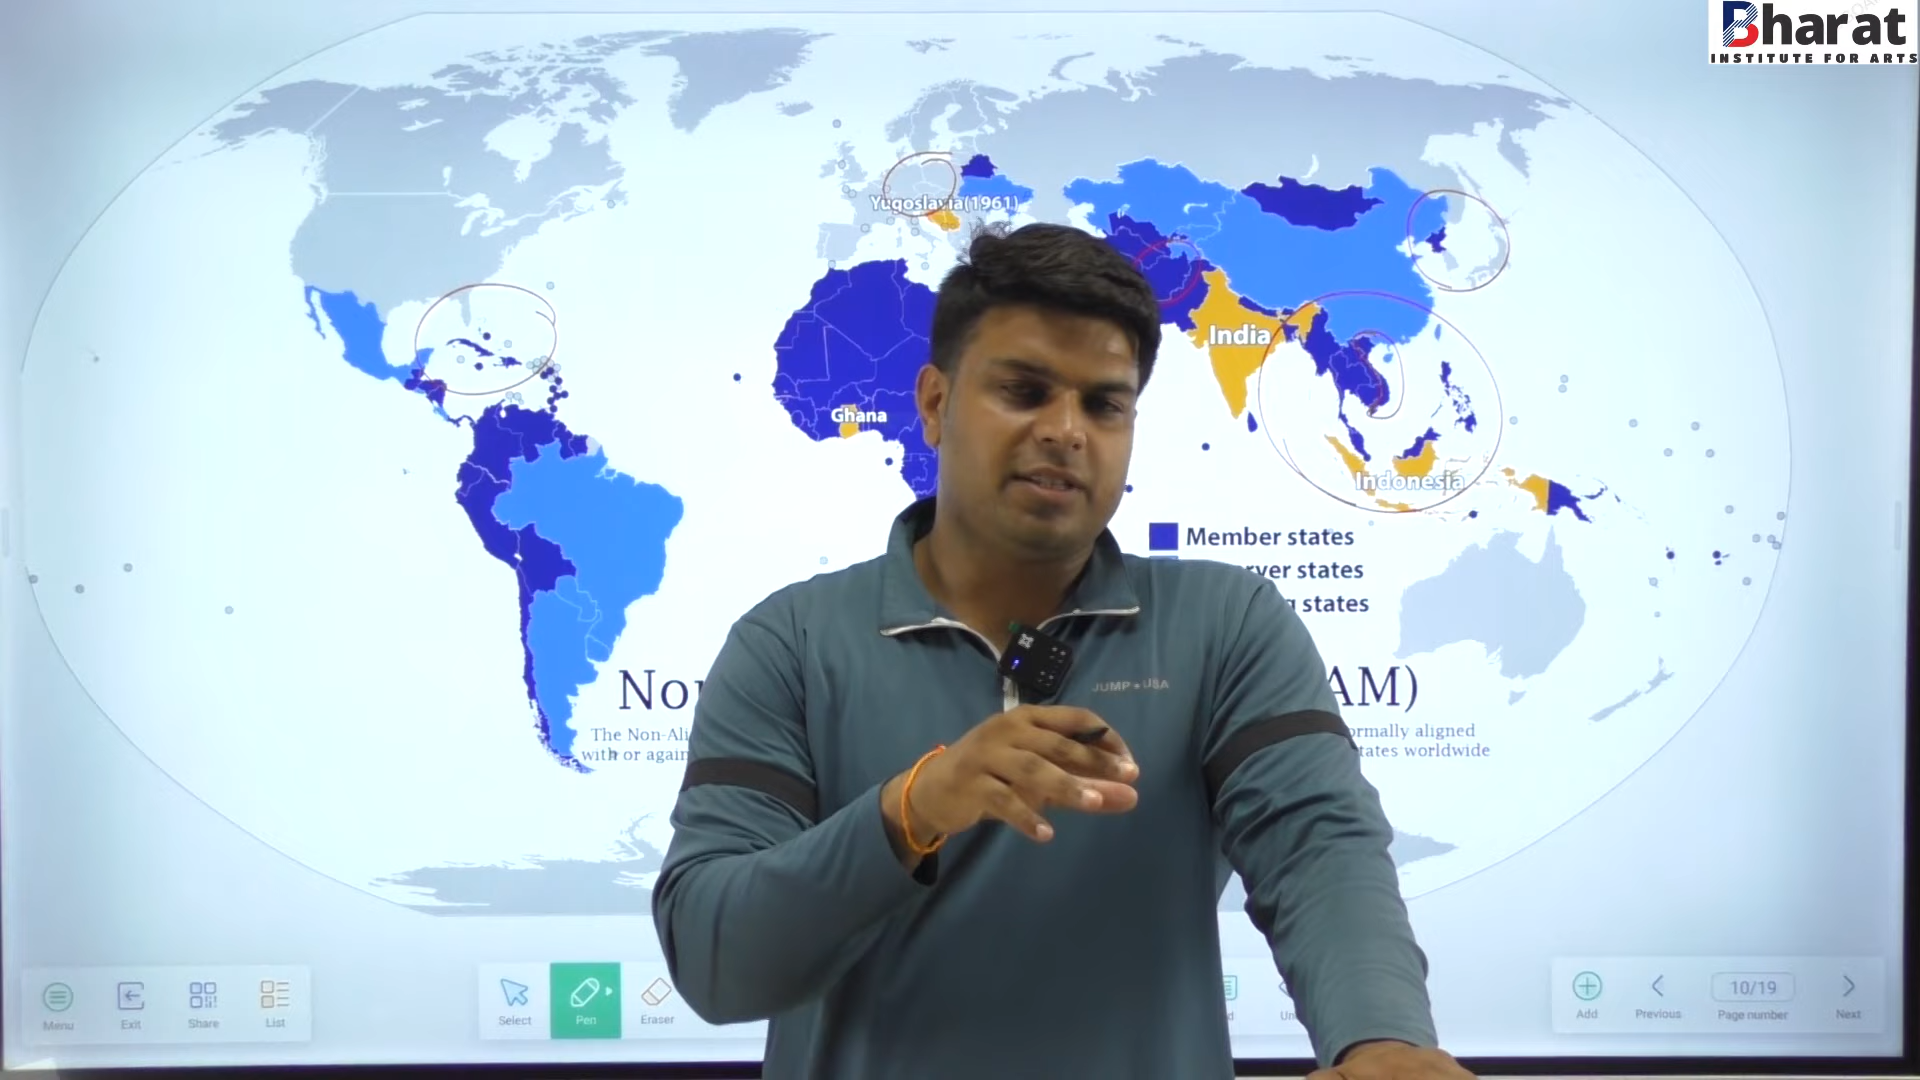 Bharat
INSTITUTE FOR ARTS
Yugoslavia(1961)
India
Ghana
Indonesia
Member states
rver states
states
No
AM)
The Non-Ali
ormally aligned
with or again
tates worldwide
JUMP USA
Menu
Exit
Share
List
Select
Pen
Eraser
Add
Previous
10/19
Page number
Next